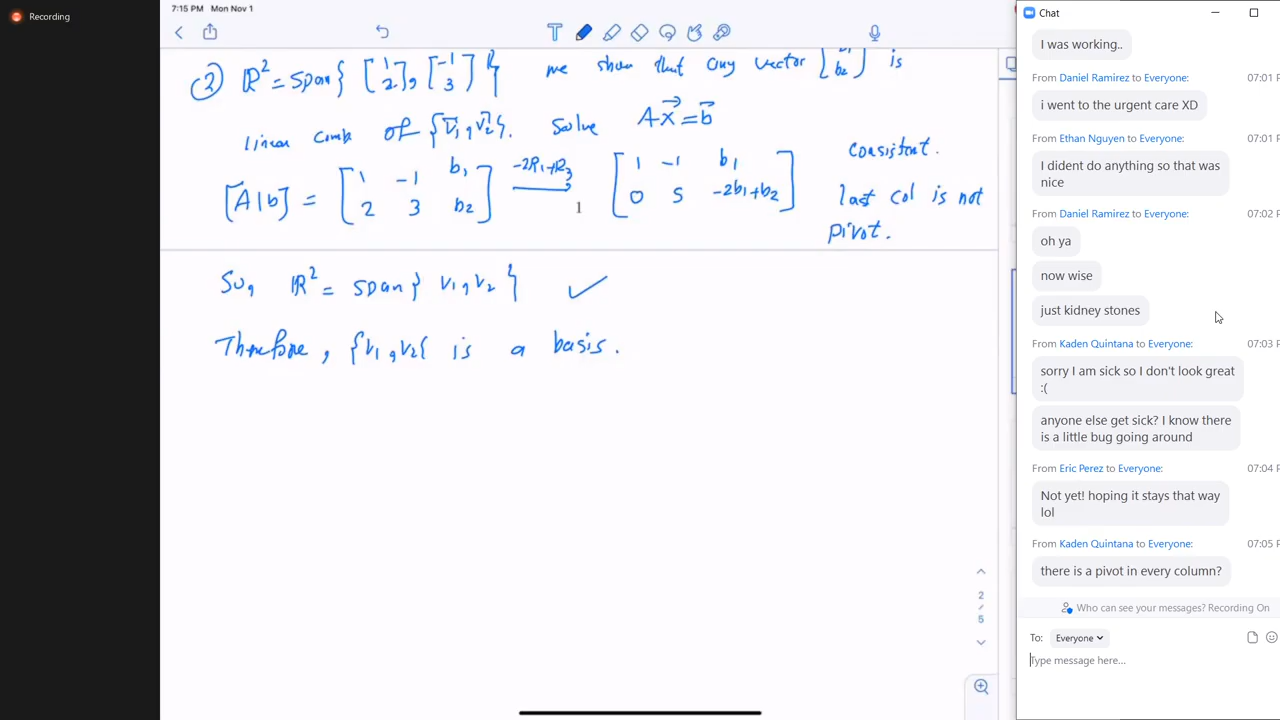 Recording
7:15 PM Mon Nov 1
② ℝ² = span { [1 2], [-1 3] } we show that any vector [b1 b2] is
linear comb of {v1, v2}. Solve Ax = b
[A|b] = [1 -1 b1 -2R1+R2 [1 -1 b1 consistent.
2 3 b2] 1 0 5 -2b1+b2] last col is not
pivot.
So, ℝ² = span { v1, v2 } ✓
Therefore, {v1, v2} is a basis.
2
/
5
Chat
I was working..
From Daniel Ramirez to Everyone: 07:01 P
i went to the urgent care XD
From Ethan Nguyen to Everyone: 07:01 P
I dident do anything so that was
nice
From Daniel Ramirez to Everyone: 07:02 P
oh ya
now wise
just kidney stones
From Kaden Quintana to Everyone: 07:03 P
sorry I am sick so I don't look great
:(
anyone else get sick? I know there
is a little bug going around
From Eric Perez to Everyone: 07:04 P
Not yet! hoping it stays that way
lol
From Kaden Quintana to Everyone: 07:05 P
there is a pivot in every column?
Who can see your messages? Recording On
To: Everyone
Type message here...